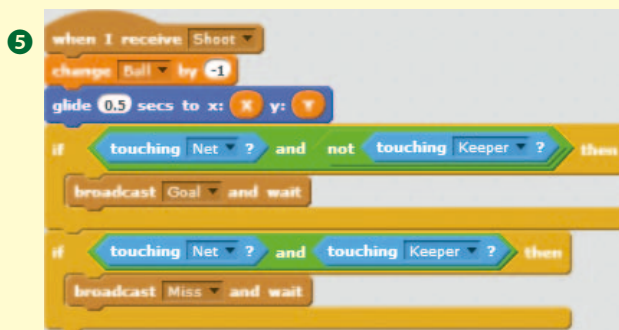 5
when I receive Shoot
change Ball by -1
glide 0.5 secs to x: X y: Y
if touching Net ? and not touching Keeper ? then
broadcast Goal and wait
if touching Net ? and touching Keeper ? then
broadcast Miss and wait